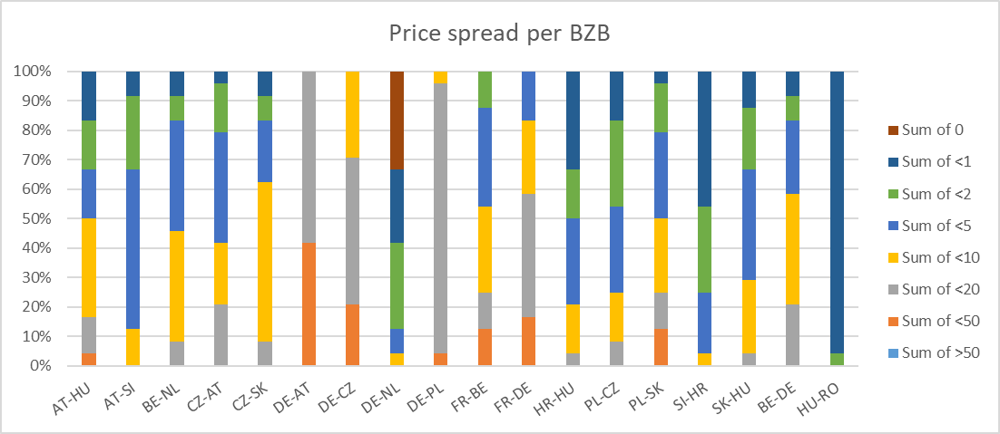 Price spread per BZB
100%
90%
80%
70%
60%
50%
40%
30%
20%
10%
0%
AT-HU
AT-SI
BE-NL
CZ-AT
CZ-SK
DE-AT
DE-CZ
DE-NL
DE-PL
FR-BE
FR-DE
HR-HU
PL-CZ
PL-SK
SI-HR
SK-HU
BE-DE
HU-RO
Sum of 0
Sum of <1
Sum of <2
Sum of <5
Sum of <10
Sum of <20
Sum of <50
Sum of >50